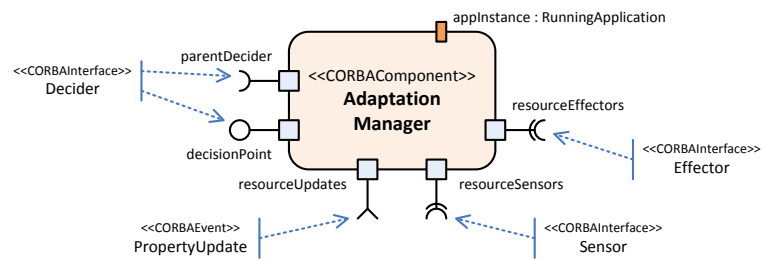 appInstance : RunningApplication
parentDecider
<<CORBAInterface>>
Decider
<<CORBAComponent>>
Adaptation
Manager
resourceEffectors
decisionPoint
<<CORBAInterface>>
Effector
resourceUpdates
resourceSensors
<<CORBAEvent>>
PropertyUpdate
<<CORBAInterface>>
Sensor